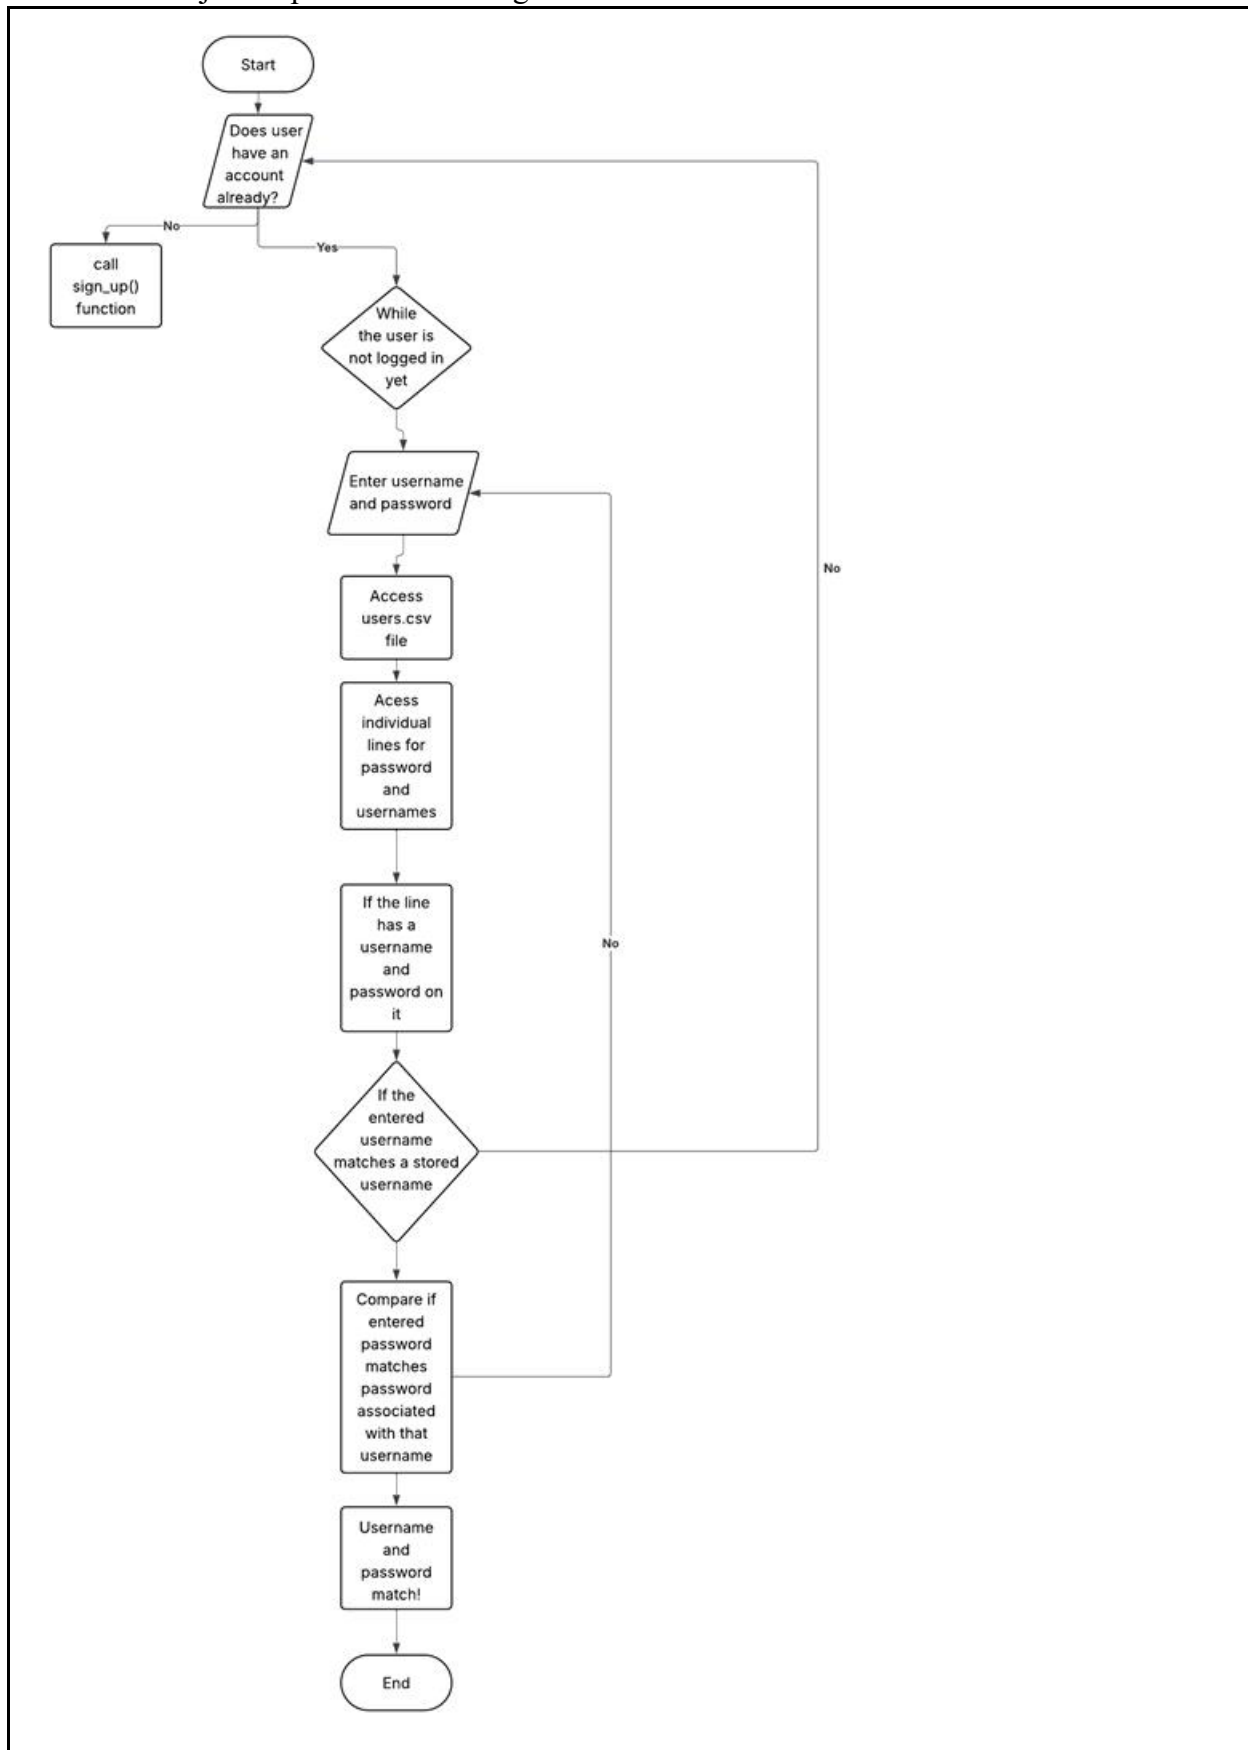 Start
Does user
have an
account
already?
No
Yes
call
sign_up()
function
While
the user is
not logged in
yet
Enter username
and password
No
Access
users.csv
file
Acess
individual
lines for
password
and
usernames
If the line
has a
username
and
password on
it
No
If the
entered
username
matches a stored
username
Compare if
entered
password
matches
password
associated
with that
username
Username
and
password
match!
End